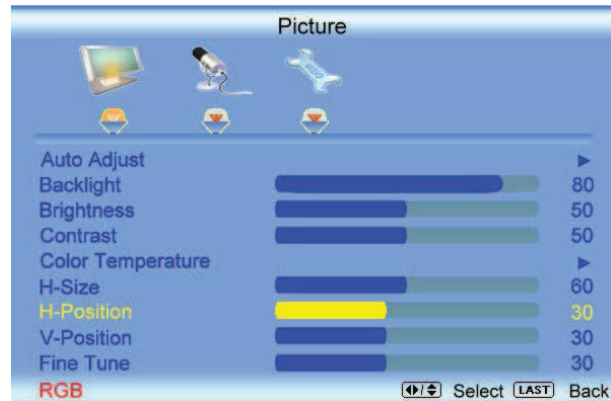 Picture
Auto Adjust ►
Backlight 80
Brightness 50
Contrast 50
Color Temperature ►
H-Size 60
H-Position 30
V-Position 30
Fine Tune 30
RGB Select LAST Back